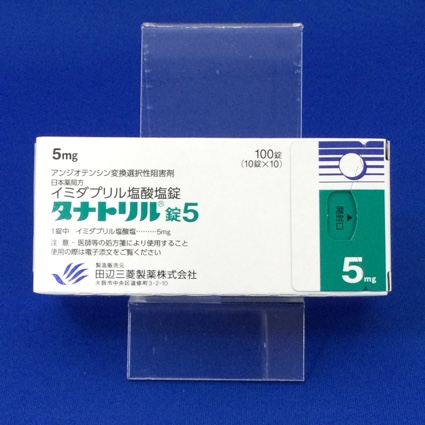 5mg
100錠
(10錠×10)
アンジオテンシン変換選択性阻害剤
日本薬局方
イミダプリル塩酸塩錠
タナトリル®錠5
1錠中 イミダプリル塩酸塩………5mg
注意-医師等の処方箋により使用すること
使用の際は電子添文をご覧ください
製造販売元
田辺三菱製薬株式会社
大阪市中央区道修町3-2-10
開封口
5mg